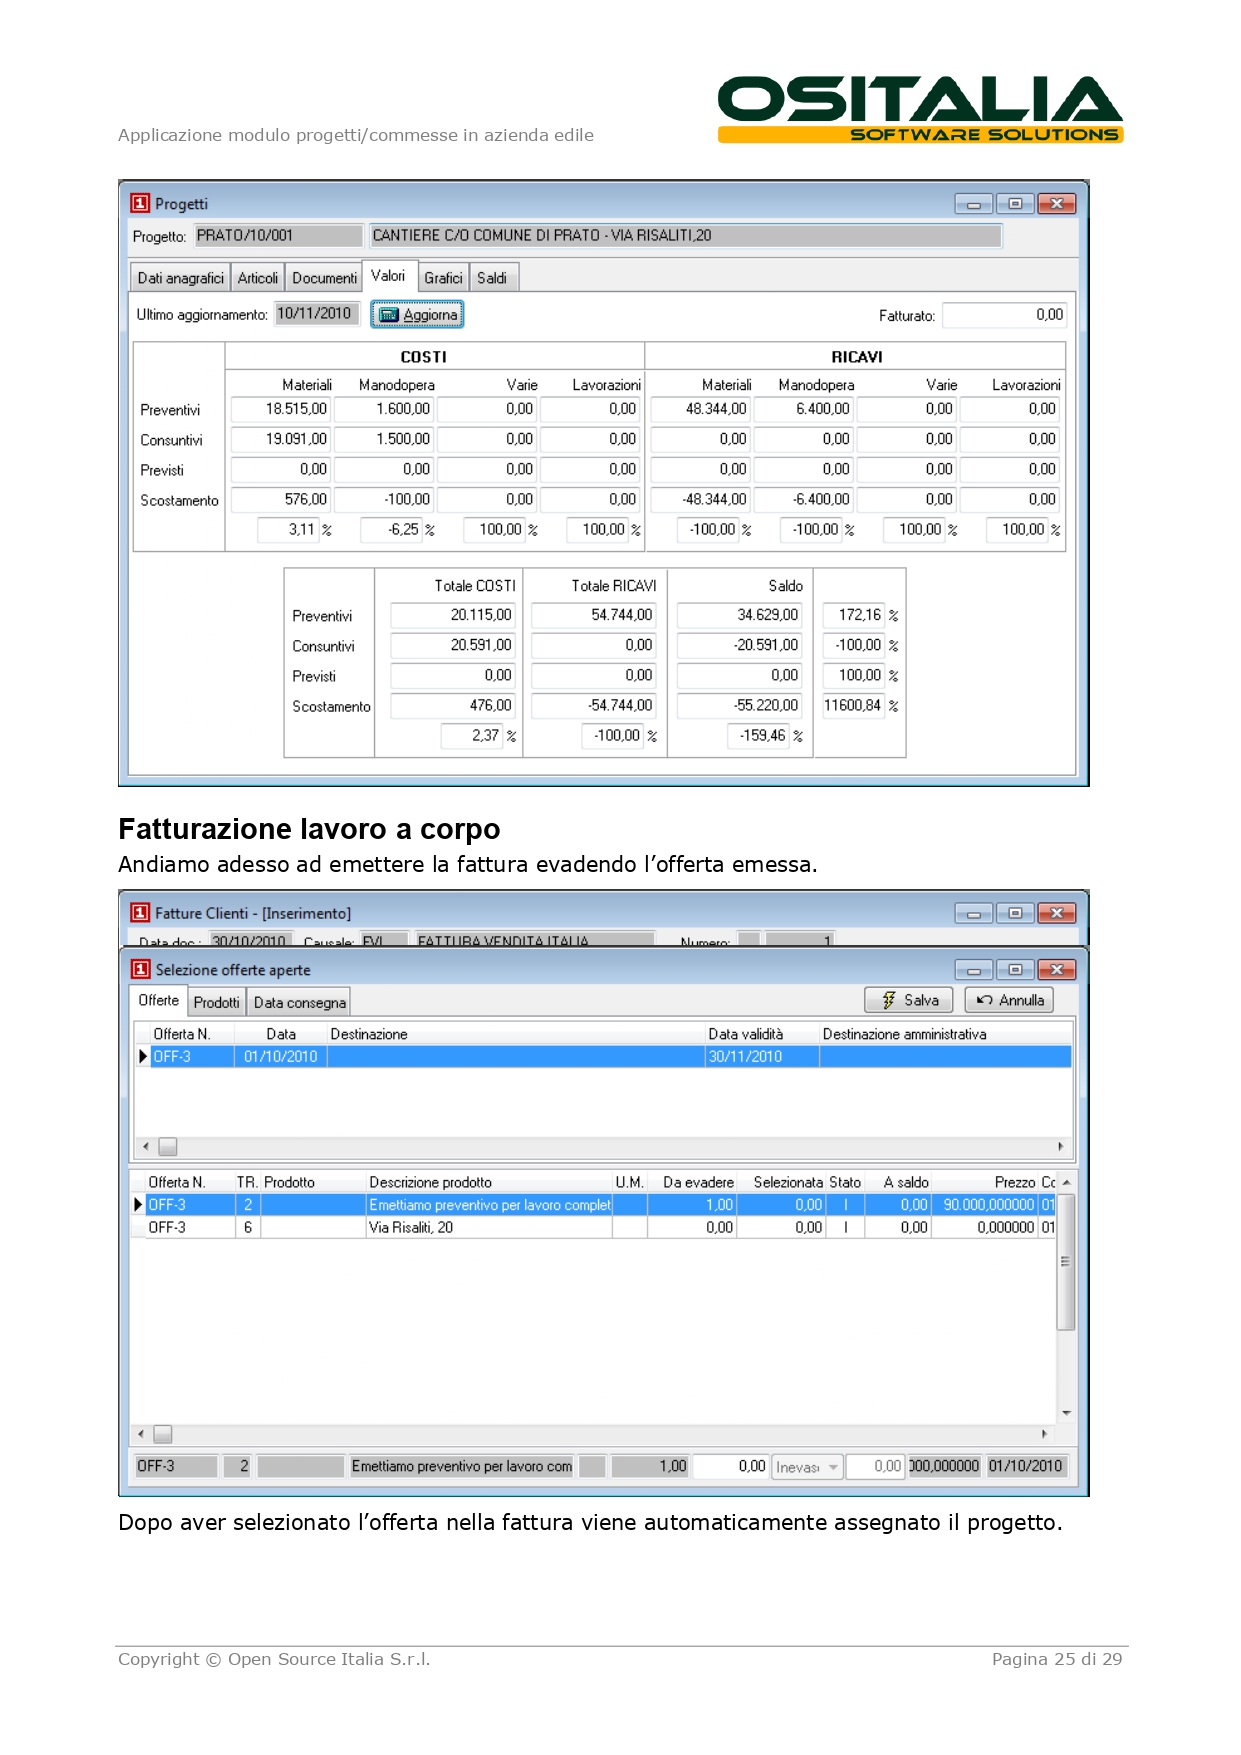 Applicazione modulo progetti/commesse in azienda edile
OSITALIA
SOFTWARE SOLUTIONS
Progetti
Progetto: PRATO/10/001 CANTIERE C/O COMUNE DI PRATO - VIA RISALITI,20
Dati anagrafici Articoli Documenti Valori Grafici Saldi
Ultimo aggiornamento: 10/11/2010 Aggiorna Fatturato: 0,00
COSTI RICAVI
Materiali Manodopera Varie Lavorazioni Materiali Manodopera Varie Lavorazioni
Preventivi 18.515,00 1.600,00 0,00 0,00 48.344,00 6.400,00 0,00 0,00
Consuntivi 19.091,00 1.500,00 0,00 0,00 0,00 0,00 0,00 0,00
Previsti 0,00 0,00 0,00 0,00 0,00 0,00 0,00 0,00
Scostamento 576,00 -100,00 0,00 0,00 -48.344,00 -6.400,00 0,00 0,00
3,11 % -6,25 % 100,00 % 100,00 % -100,00 % -100,00 % 100,00 % 100,00 %
Totale COSTI Totale RICAVI Saldo
Preventivi 20.115,00 54.744,00 34.629,00 172,16 %
Consuntivi 20.591,00 0,00 -20.591,00 -100,00 %
Previsti 0,00 0,00 0,00 100,00 %
Scostamento 476,00 -54.744,00 -55.220,00 11600,84 %
2,37 % -100,00 % -159,46 %
Fatturazione lavoro a corpo
Andiamo adesso ad emettere la fattura evadendo l’offerta emessa.
Fatture Clienti - [Inserimento]
Data doc.: 30/10/2010 Causale: FVI FATTURA VENDITA ITALIA Numero: 1
Selezione offerte aperte
Offerte Prodotti Data consegna Salva Annulla
Offerta N. Data Destinazione Data validità Destinazione amministrativa
OFF-3 01/10/2010 30/11/2010
Offerta N. TR. Prodotto Descrizione prodotto U.M. Da evadere Selezionata Stato A saldo Prezzo Cc
OFF-3 2 Emettiamo preventivo per lavoro complet 1,00 0,00 I 0,00 90.000,000000 01
OFF-3 6 Via Risaliti, 20 0,00 0,00 I 0,00 0,000000 01
OFF-3 2 Emettiamo preventivo per lavoro com 1,00 0,00 Inevas 0,00 000,000000 01/10/2010
Dopo aver selezionato l’offerta nella fattura viene automaticamente assegnato il progetto.
Copyright © Open Source Italia S.r.l. Pagina 25 di 29